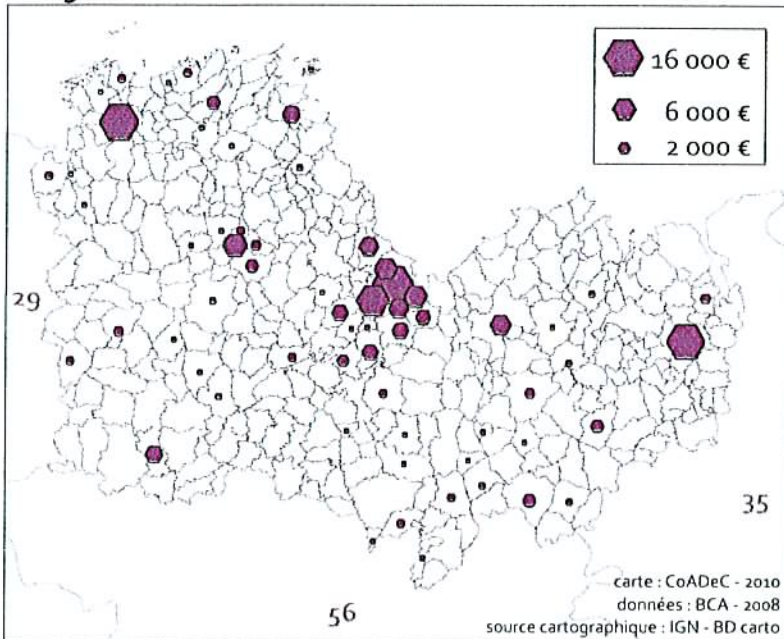 16 000 €
6 000 €
2 000 €
29
35
56
carte : CoADeC - 2010
données : BCA - 2008
source cartographique : IGN - BD carto